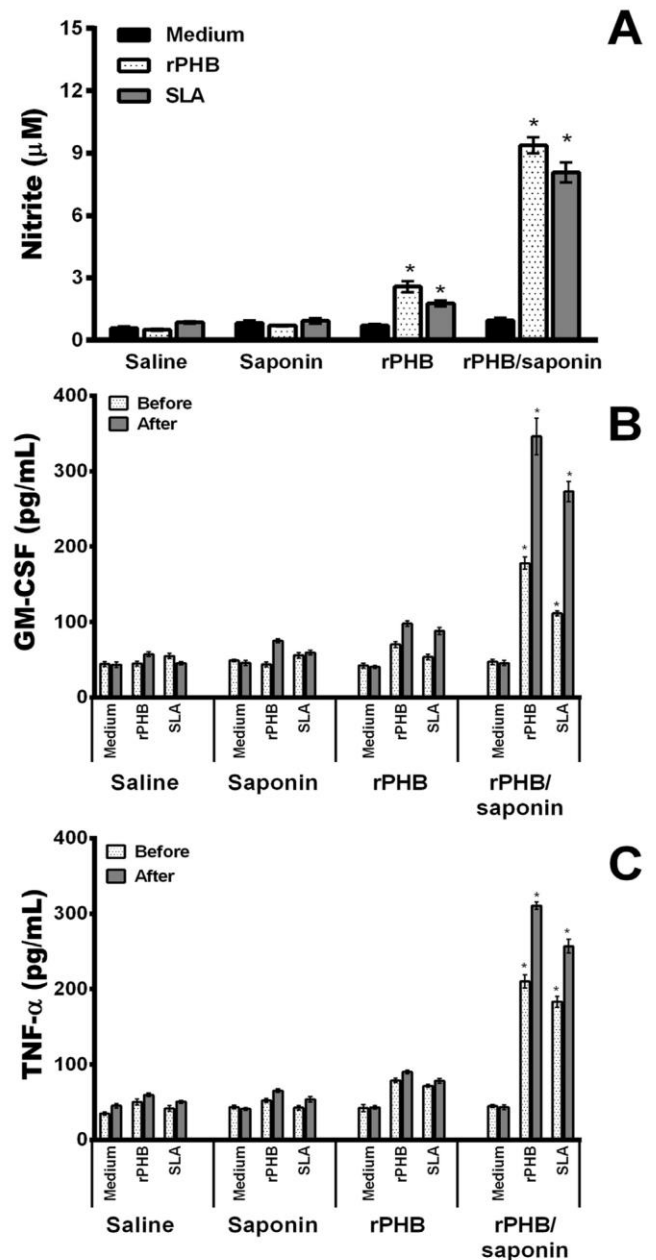 A
Medium
rPHB
SLA
Nitrite (μM)
15
12
9
6
3
0
* * * *
Saline Saponin rPHB rPHB/saponin
B
Before
After
GM-CSF (pg/mL)
400
300
200
100
0
* * * *
Medium rPHB SLA Medium rPHB SLA Medium rPHB SLA Medium rPHB SLA
Saline Saponin rPHB rPHB/
saponin
C
Before
After
TNF-α (pg/mL)
400
300
200
100
0
* * * *
Medium rPHB SLA Medium rPHB SLA Medium rPHB SLA Medium rPHB SLA
Saline Saponin rPHB rPHB/
saponin